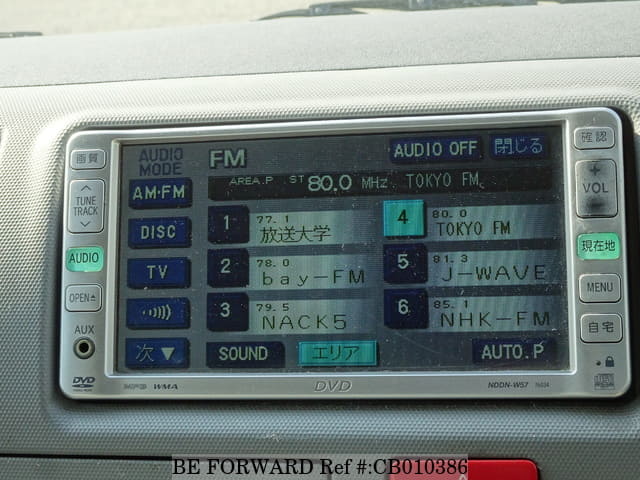 画質
TUNE
TRACK
AUDIO
OPEN▲
AUX
DVD
AUDIO
MODE
FM
AUDIO OFF
閉じる
AREA.P ST 80.0 MHz TOKYO FM
AM·FM
DISC
TV
次▼
1 77.1
放送大学
2 78.0
bay-FM
3 79.5
NACK5
4 80.0
TOKYO FM
5 81.3
J-WAVE
6 85.1
NHK-FM
SOUND
エリア
AUTO.P
確認
+
VOL
現在地
MENU
自宅
MP3 WMA
DVD
NDDN-W57 76034
BE FORWARD Ref #:CB010386